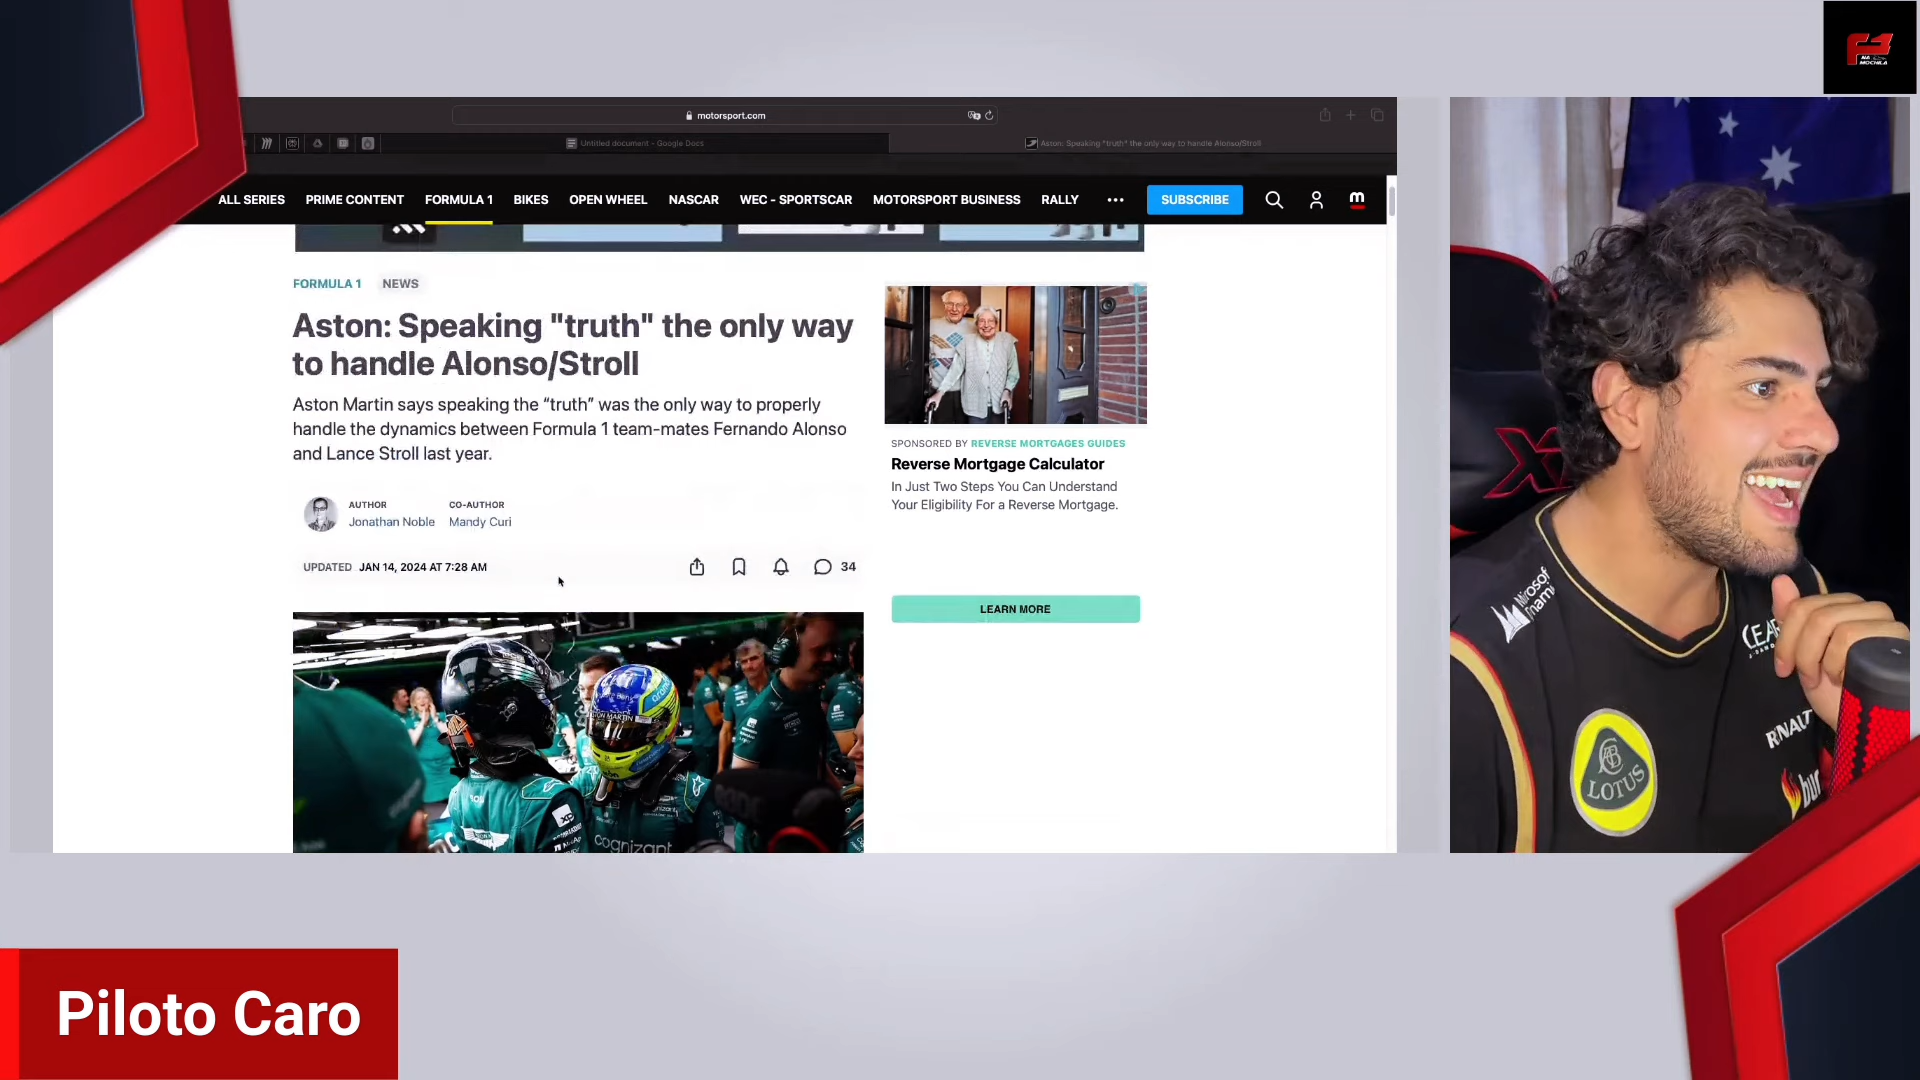 NA
MOCHILA
motorsport.com
Untitled document - Google Docs
Aston: Speaking "truth" the only way to handle Alonso/Stroll
ALL SERIES
PRIME CONTENT
FORMULA 1
BIKES
OPEN WHEEL
NASCAR
WEC - SPORTSCAR
MOTORSPORT BUSINESS
RALLY
SUBSCRIBE
m
FORMULA 1 NEWS
Aston: Speaking "truth" the only way
to handle Alonso/Stroll
Aston Martin says speaking the “truth” was the only way to properly
handle the dynamics between Formula 1 team-mates Fernando Alonso
and Lance Stroll last year.
AUTHOR
Jonathan Noble
CO-AUTHOR
Mandy Curi
UPDATED JAN 14, 2024 AT 7:28 AM
34
SPONSORED BY REVERSE MORTGAGES GUIDES
Reverse Mortgage Calculator
In Just Two Steps You Can Understand
Your Eligibility For a Reverse Mortgage.
LEARN MORE
cognizant
Microsoft
LOTUS
Piloto Caro